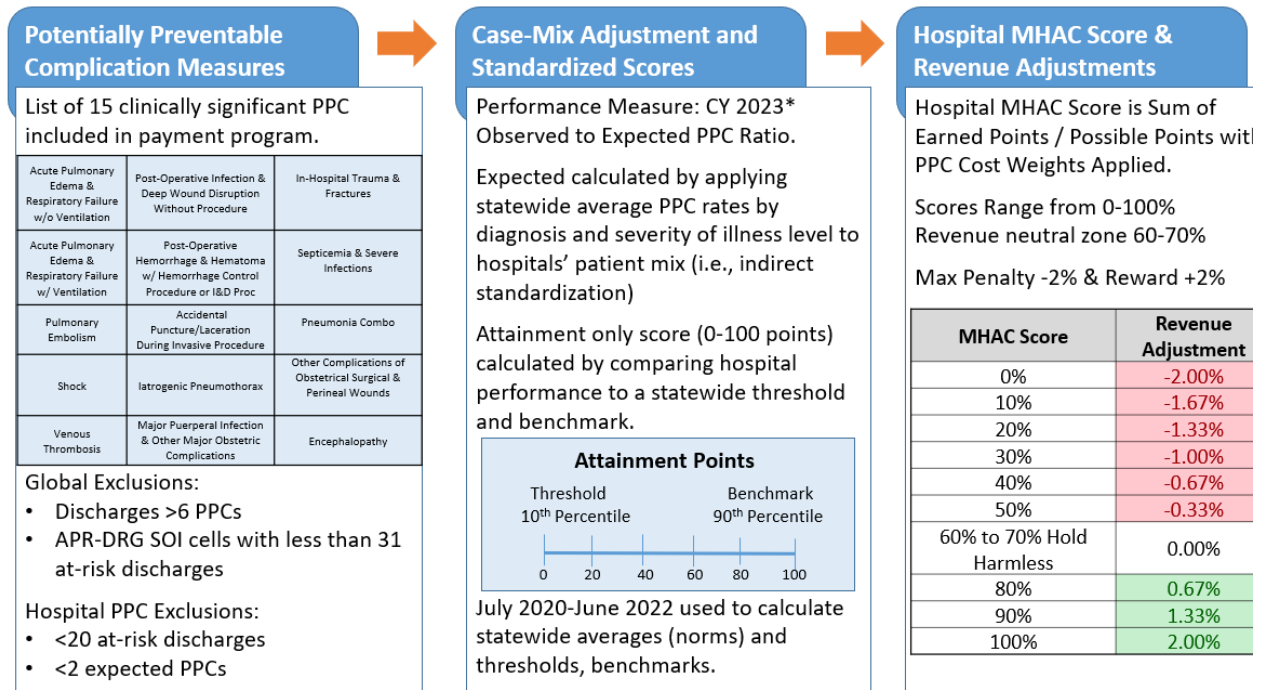 Potentially Preventable
Complication Measures
List of 15 clinically significant PPC
included in payment program.
Acute Pulmonary
Edema &
Respiratory Failure
w/o Ventilation
Post-Operative Infection &
Deep Wound Disruption
Without Procedure
In-Hospital Trauma &
Fractures
Acute Pulmonary
Edema &
Respiratory Failure
w/ Ventilation
Post-Operative
Hemorrhage & Hematoma
w/ Hemorrhage Control
Procedure or I&D Proc
Septicemia & Severe
Infections
Pulmonary
Embolism
Accidental
Puncture/Laceration
During Invasive Procedure
Pneumonia Combo
Shock
Iatrogenic Pneumothorax
Other Complications of
Obstetrical Surgical &
Perineal Wounds
Venous
Thrombosis
Major Puerperal Infection
& Other Major Obstetric
Complications
Encephalopathy
Global Exclusions:
• Discharges >6 PPCs
• APR-DRG SOI cells with less than 31
at-risk discharges
Hospital PPC Exclusions:
• <20 at-risk discharges
• <2 expected PPCs
Case-Mix Adjustment and
Standardized Scores
Performance Measure: CY 2023*
Observed to Expected PPC Ratio.
Expected calculated by applying
statewide average PPC rates by
diagnosis and severity of illness level to
hospitals' patient mix (i.e., indirect
standardization)
Attainment only score (0-100 points)
calculated by comparing hospital
performance to a statewide threshold
and benchmark.
Attainment Points
Threshold
10th Percentile
Benchmark
90th Percentile
0 20 40 60 80 100
July 2020-June 2022 used to calculate
statewide averages (norms) and
thresholds, benchmarks.
Hospital MHAC Score &
Revenue Adjustments
Hospital MHAC Score is Sum of
Earned Points / Possible Points with
PPC Cost Weights Applied.
Scores Range from 0-100%
Revenue neutral zone 60-70%
Max Penalty -2% & Reward +2%
MHAC Score
Revenue
Adjustment
0% -2.00%
10% -1.67%
20% -1.33%
30% -1.00%
40% -0.67%
50% -0.33%
60% to 70% Hold
Harmless
0.00%
80% 0.67%
90% 1.33%
100% 2.00%